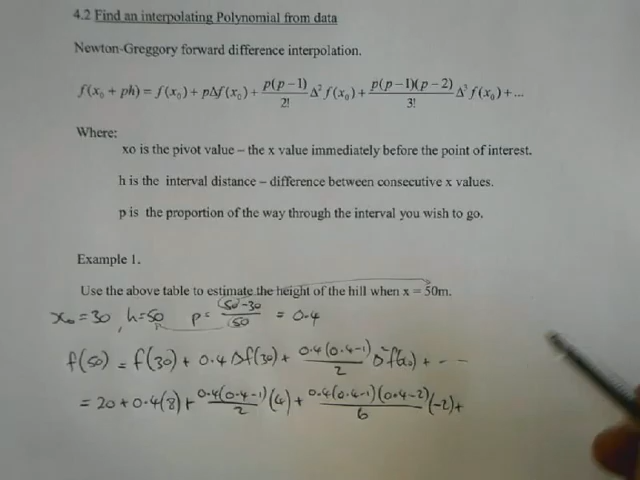 4.2 Find an interpolating Polynomial from data
Newton-Greggory forward difference interpolation.
f(x₀ + ph) = f(x₀) + pΔf(x₀) + p(p−1)/2! Δ² f(x₀) + p(p−1)(p−2)/3! Δ³ f(x₀) + ...
Where:
xo is the pivot value – the x value immediately before the point of interest.
h is the interval distance – difference between consecutive x values.
p is the proportion of the way through the interval you wish to go.
Example 1.
Use the above table to estimate the height of the hill when x = 50m.
x₀ = 30, h = 50 p = (50-30)/50 = 0.4
f(50) = f(30) + 0.4 Δf(30) + 0.4(0.4-1)/2 Δ²f(x₀) + - -
= 20 + 0.4(8) + 0.4(0.4-1)/2 (4) + 0.4(0.4-1)(0.4-2)/6 (-2) +